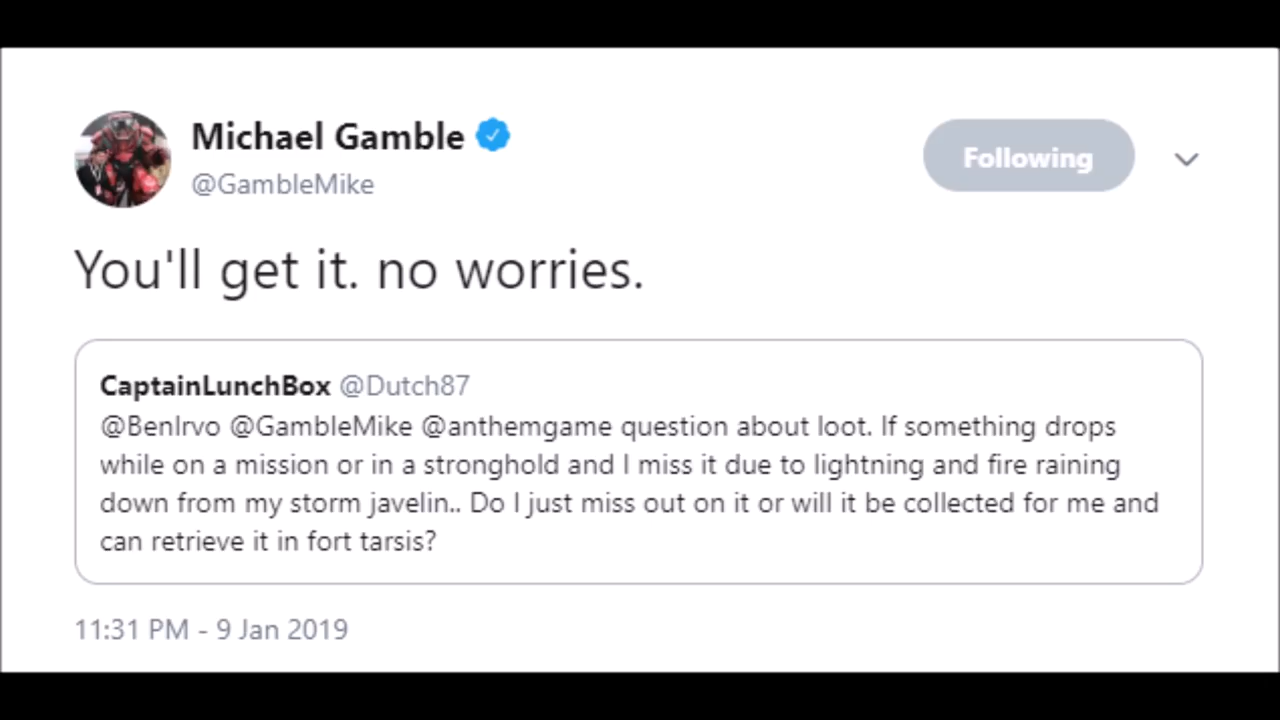 Michael Gamble
@GambleMike
Following
You'll get it. no worries.
CaptainLunchBox @Dutch87
@BenIrvo @GambleMike @anthemgame question about loot. If something drops
while on a mission or in a stronghold and I miss it due to lightning and fire raining
down from my storm javelin.. Do I just miss out on it or will it be collected for me and
can retrieve it in fort tarsis?
11:31 PM - 9 Jan 2019